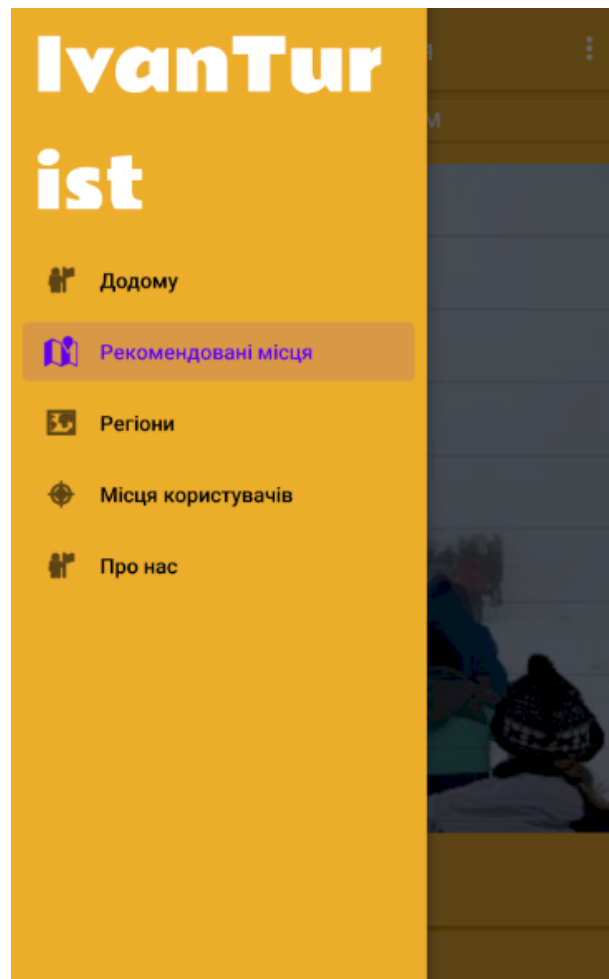 IvanTur
ist
Додому
Рекомендовані місця
Регіони
Місця користувачів
Про нас
М